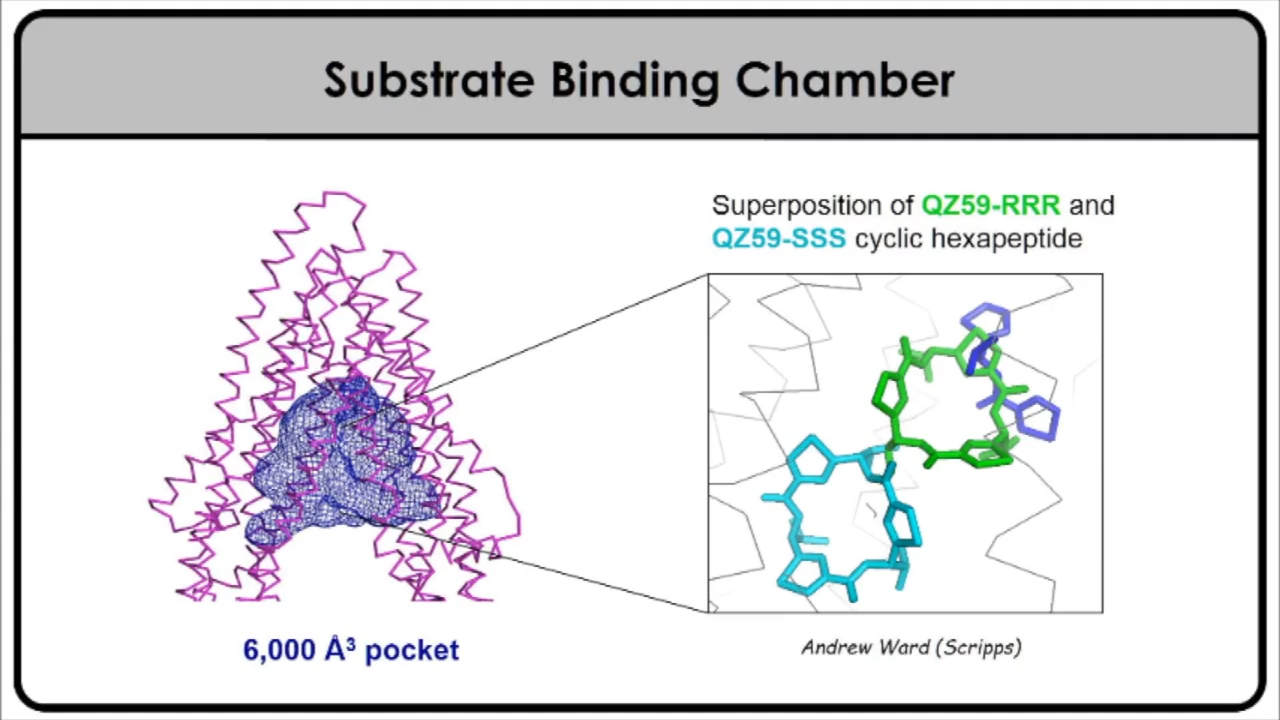 Substrate Binding Chamber
Superposition of QZ59-RRR and
QZ59-SSS cyclic hexapeptide
6,000 Å³ pocket
Andrew Ward (Scripps)